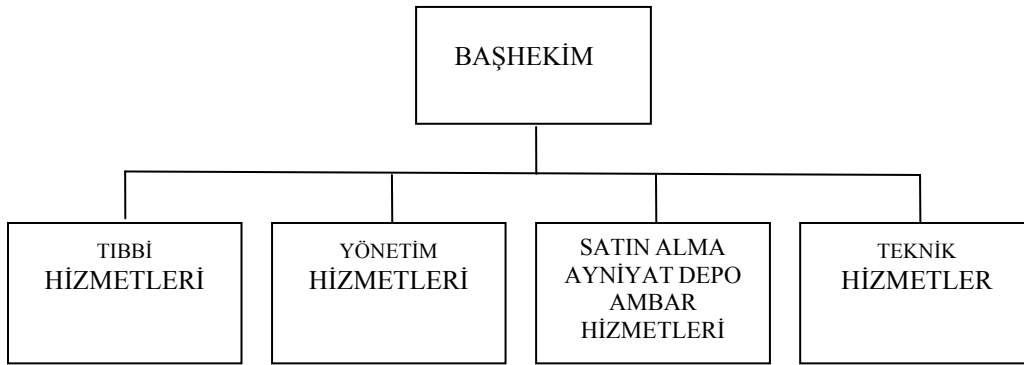 BAŞHEKİM
TIBBİ
HİZMETLERİ
YÖNETİM
HİZMETLERİ
SATIN ALMA
AYNİYAT DEPO
AMBAR
HİZMETLERİ
TEKNİK
HİZMETLER